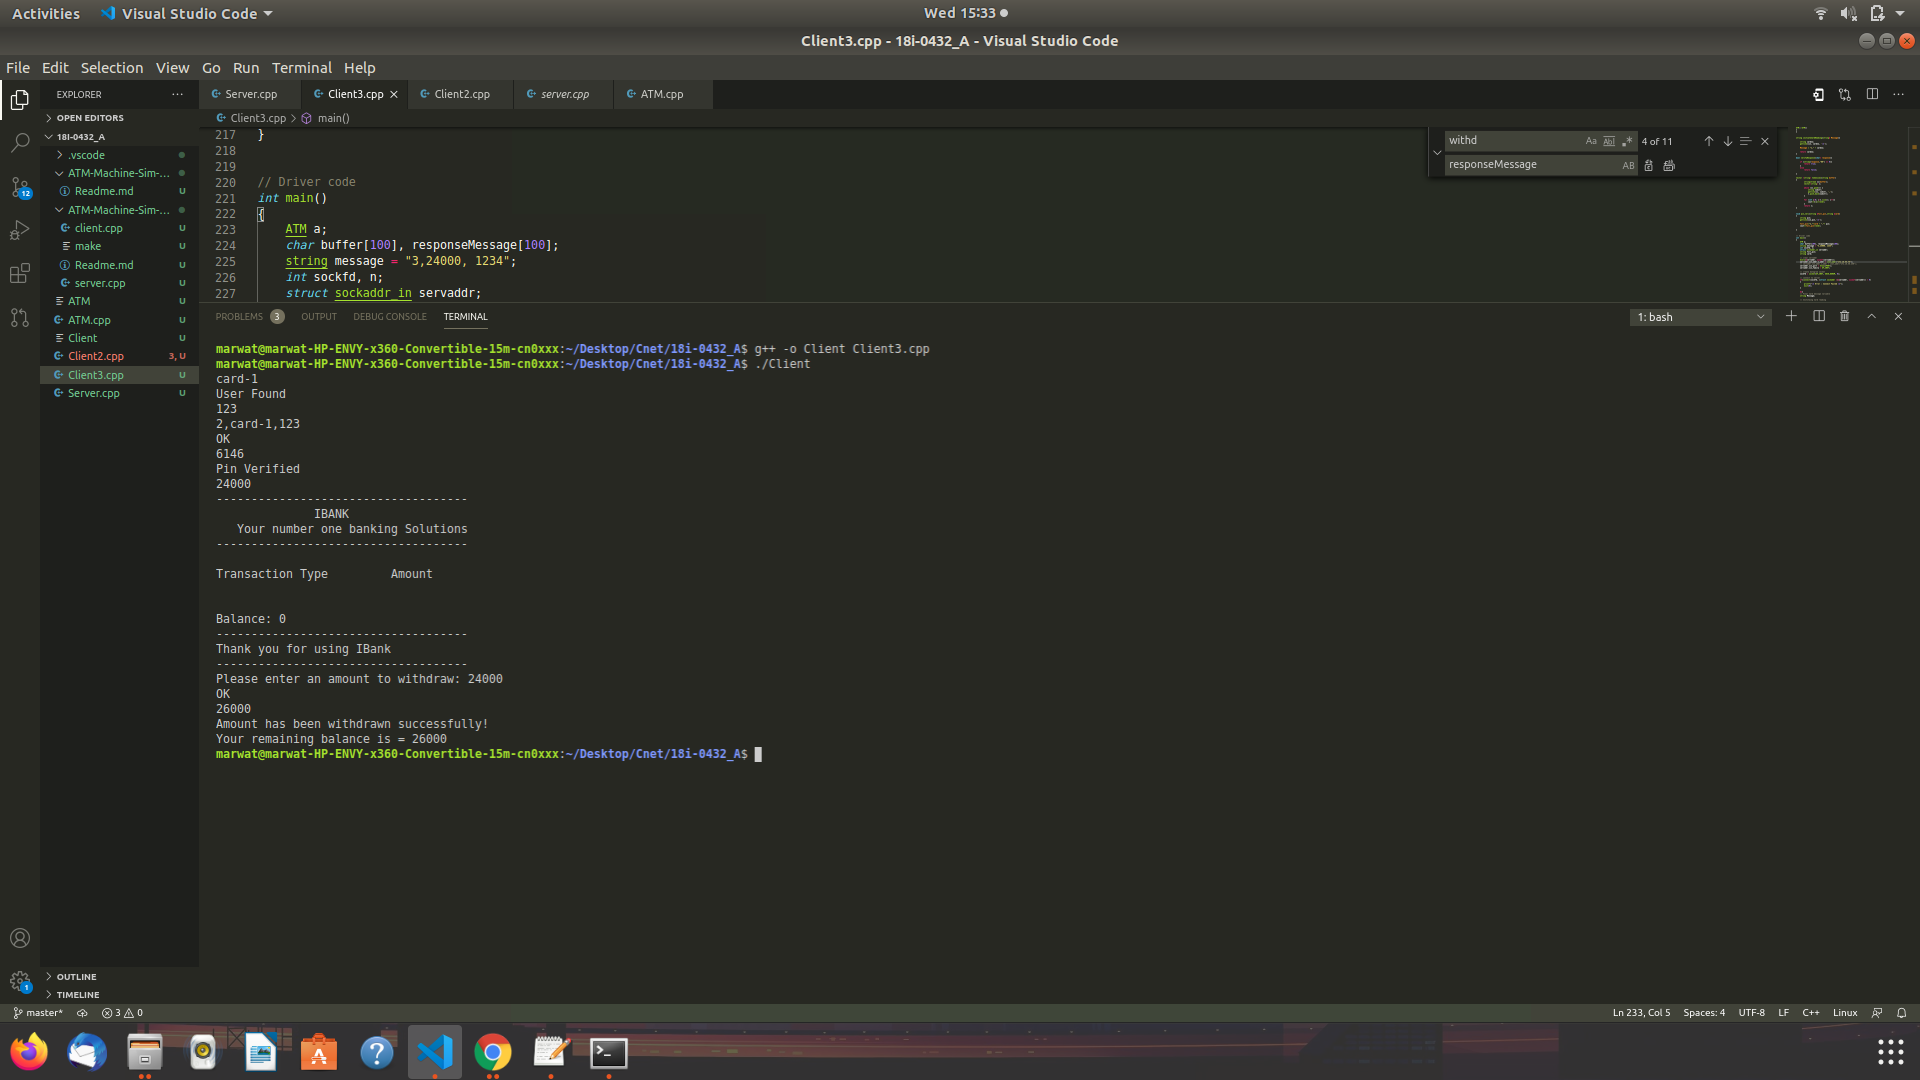 Activities Visual Studio Code Wed 15:33
Client3.cpp - 18i-0432_A - Visual Studio Code
File Edit Selection View Go Run Terminal Help
EXPLORER ...
OPEN EDITORS
18I-0432_A
.vscode
ATM-Machine-Sim-...
Readme.md U
ATM-Machine-Sim-...
client.cpp U
make U
Readme.md U
server.cpp U
ATM U
ATM.cpp U
Client U
Client2.cpp 3, U
Client3.cpp U
Server.cpp U
OUTLINE
TIMELINE
12
1
Server.cpp Client3.cpp Client2.cpp server.cpp ATM.cpp
Client3.cpp > main()
217 }
218
219
220 // Driver code
221 int main()
222 {
223 ATM a;
224 char buffer[100], responseMessage[100];
225 string message = "3,24000, 1234";
226 int sockfd, n;
227 struct sockaddr_in servaddr;
withd Aa Abl .* 4 of 11
responseMessage AB
PROBLEMS 3 OUTPUT DEBUG CONSOLE TERMINAL 1: bash
marwat@marwat-HP-ENVY-x360-Convertible-15m-cn0xxx:~/Desktop/Cnet/18i-0432_A$ g++ -o Client Client3.cpp
marwat@marwat-HP-ENVY-x360-Convertible-15m-cn0xxx:~/Desktop/Cnet/18i-0432_A$ ./Client
card-1
User Found
123
2,card-1,123
OK
6146
Pin Verified
24000
------------------------------------
IBANK
Your number one banking Solutions
------------------------------------
Transaction Type Amount
Balance: 0
------------------------------------
Thank you for using IBank
------------------------------------
Please enter an amount to withdraw: 24000
OK
26000
Amount has been withdrawn successfully!
Your remaining balance is = 26000
marwat@marwat-HP-ENVY-x360-Convertible-15m-cn0xxx:~/Desktop/Cnet/18i-0432_A$
master* 3 0 Ln 233, Col 5 Spaces: 4 UTF-8 LF C++ Linux